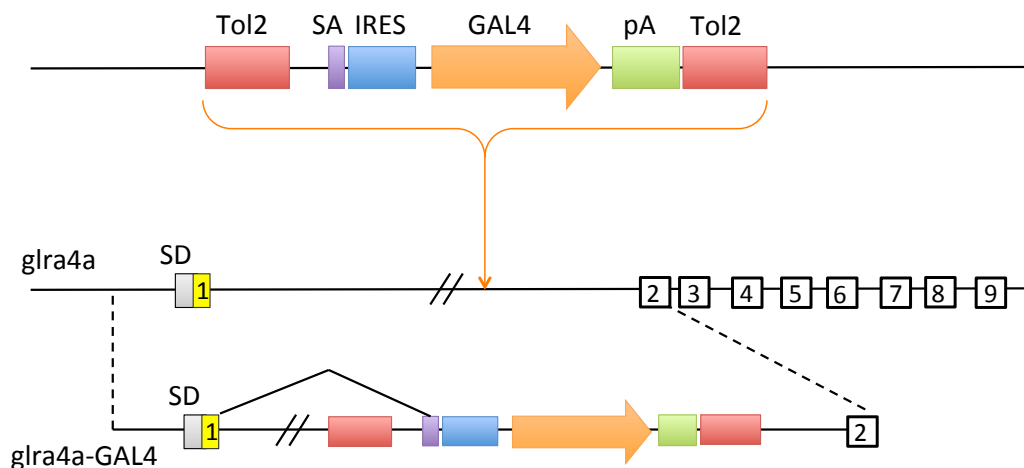 Tol2 SA IRES GAL4 pA Tol2
glra4a
SD
1 2 3 4 5 6 7 8 9
SD
1 2
glra4a-GAL4